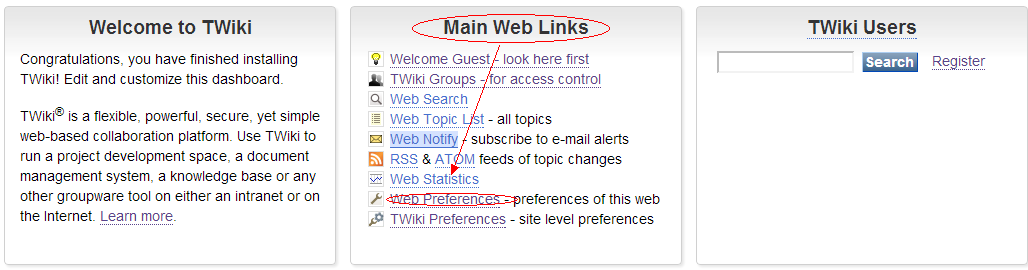 Welcome to TWiki
Congratulations, you have finished installing
TWiki! Edit and customize this dashboard.
TWiki® is a flexible, powerful, secure, yet simple
web-based collaboration platform. Use TWiki to
run a project development space, a document
management system, a knowledge base or any
other groupware tool on either an intranet or on
the Internet. Learn more.
Main Web Links
Welcome Guest - look here first
TWiki Groups - for access control
Web Search
Web Topic List - all topics
Web Notify - subscribe to e-mail alerts
RSS & ATOM feeds of topic changes
Web Statistics
Web Preferences - preferences of this web
TWiki Preferences - site level preferences
TWiki Users
Search Register